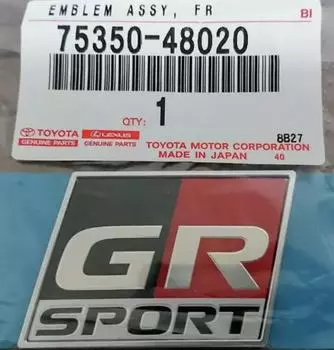 EMBLEM ASSY, FR
BI
75350-48020
QTY: 1
TOYOTA LEXUS
GENUINE PARTS GENUINE PARTS
TOYOTA MOTOR CORPORATION
MADE IN JAPAN
8B27
40
GR
SPORT